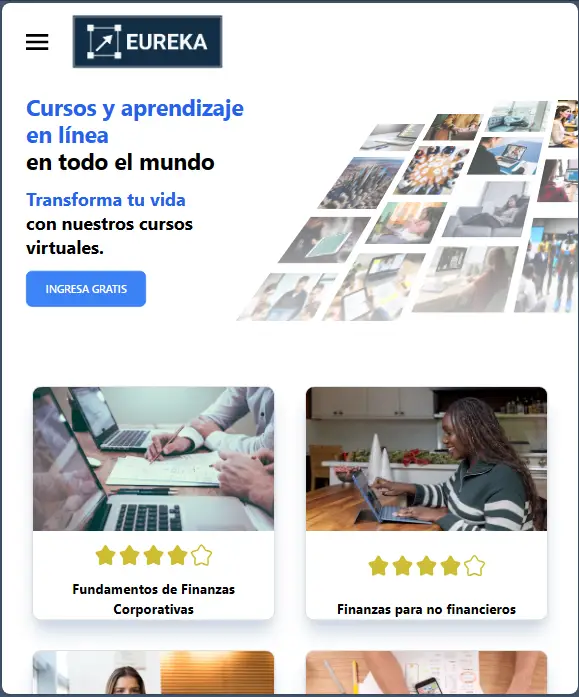 EUREKA
Cursos y aprendizaje
en línea
en todo el mundo
Transforma tu vida
con nuestros cursos
virtuales.
INGRESA GRATIS
Fundamentos de Finanzas
Corporativas
Finanzas para no financieros